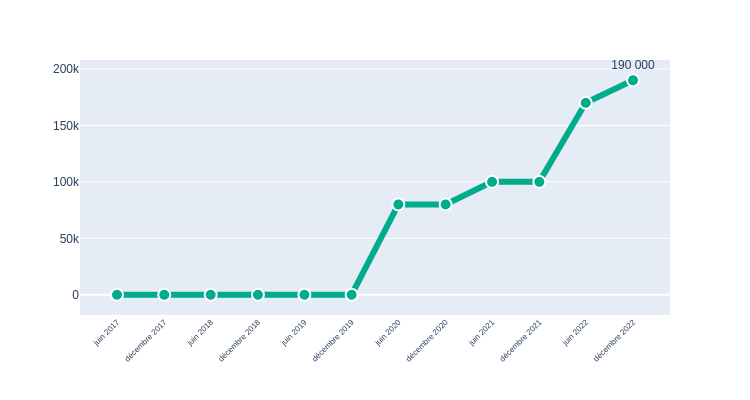 190 000
200k
150k
100k
50k
0
juin 2017
décembre 2017
juin 2018
décembre 2018
juin 2019
décembre 2019
juin 2020
décembre 2020
juin 2021
décembre 2021
juin 2022
décembre 2022